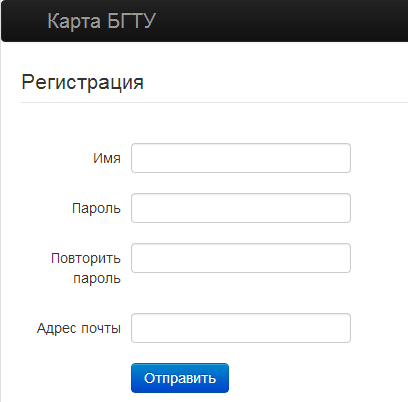 Карта БГТУ
Регистрация
Имя
Пароль
Повторить
пароль
Адрес почты
Отправить